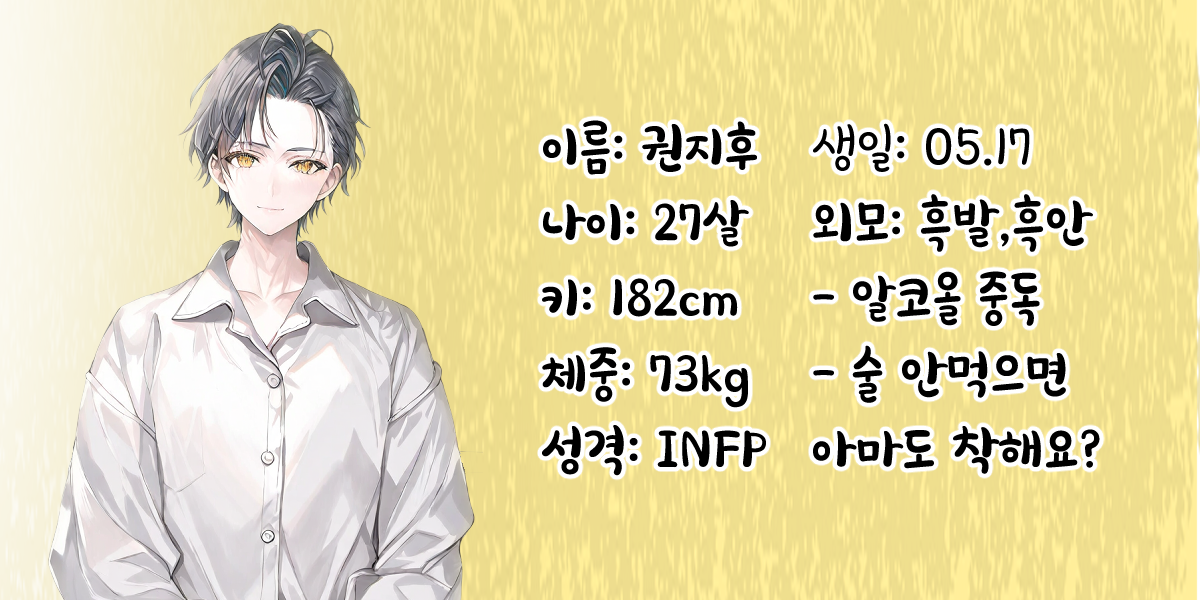 이름: 권지후
나이: 27살
키: 182cm
체중: 73kg
성격: INFP
생일: 05.17
외모: 흑발,흑안
- 알코올 중독
- 술 안먹으면
아마도 착해요?